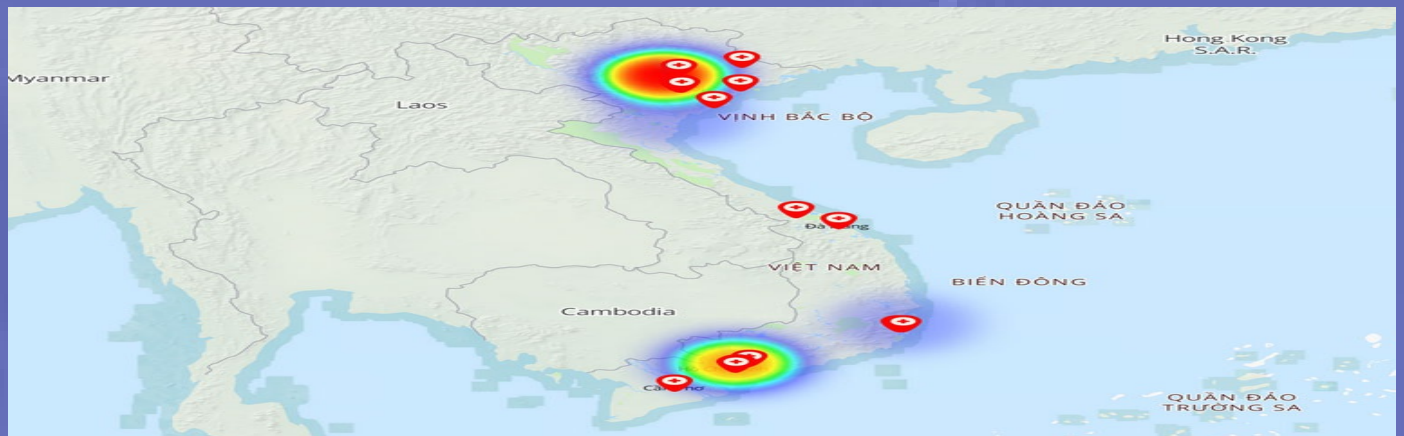 Hong Kong
S.A.R.
Myanmar
Laos
VỊNH BẮC BỘ
QUẦN ĐẢO
HOÀNG SA
VIỆT NAM
BIỂN ĐÔNG
Cambodia
QUẦN ĐẢO
TRƯỜNG SA